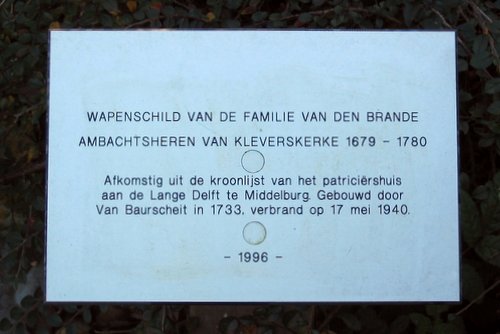 WAPENSCHILD VAN DE FAMILIE VAN DEN BRANDE
AMBACHTSHEREN VAN KLEVERSKERKE 1679 - 1780
Afkomstig uit de kroonlijst van het patriciërshuis
aan de Lange Delft te Middelburg. Gebouwd door
Van Baurscheit in 1733, verbrand op 17 mei 1940.
- 1996 -